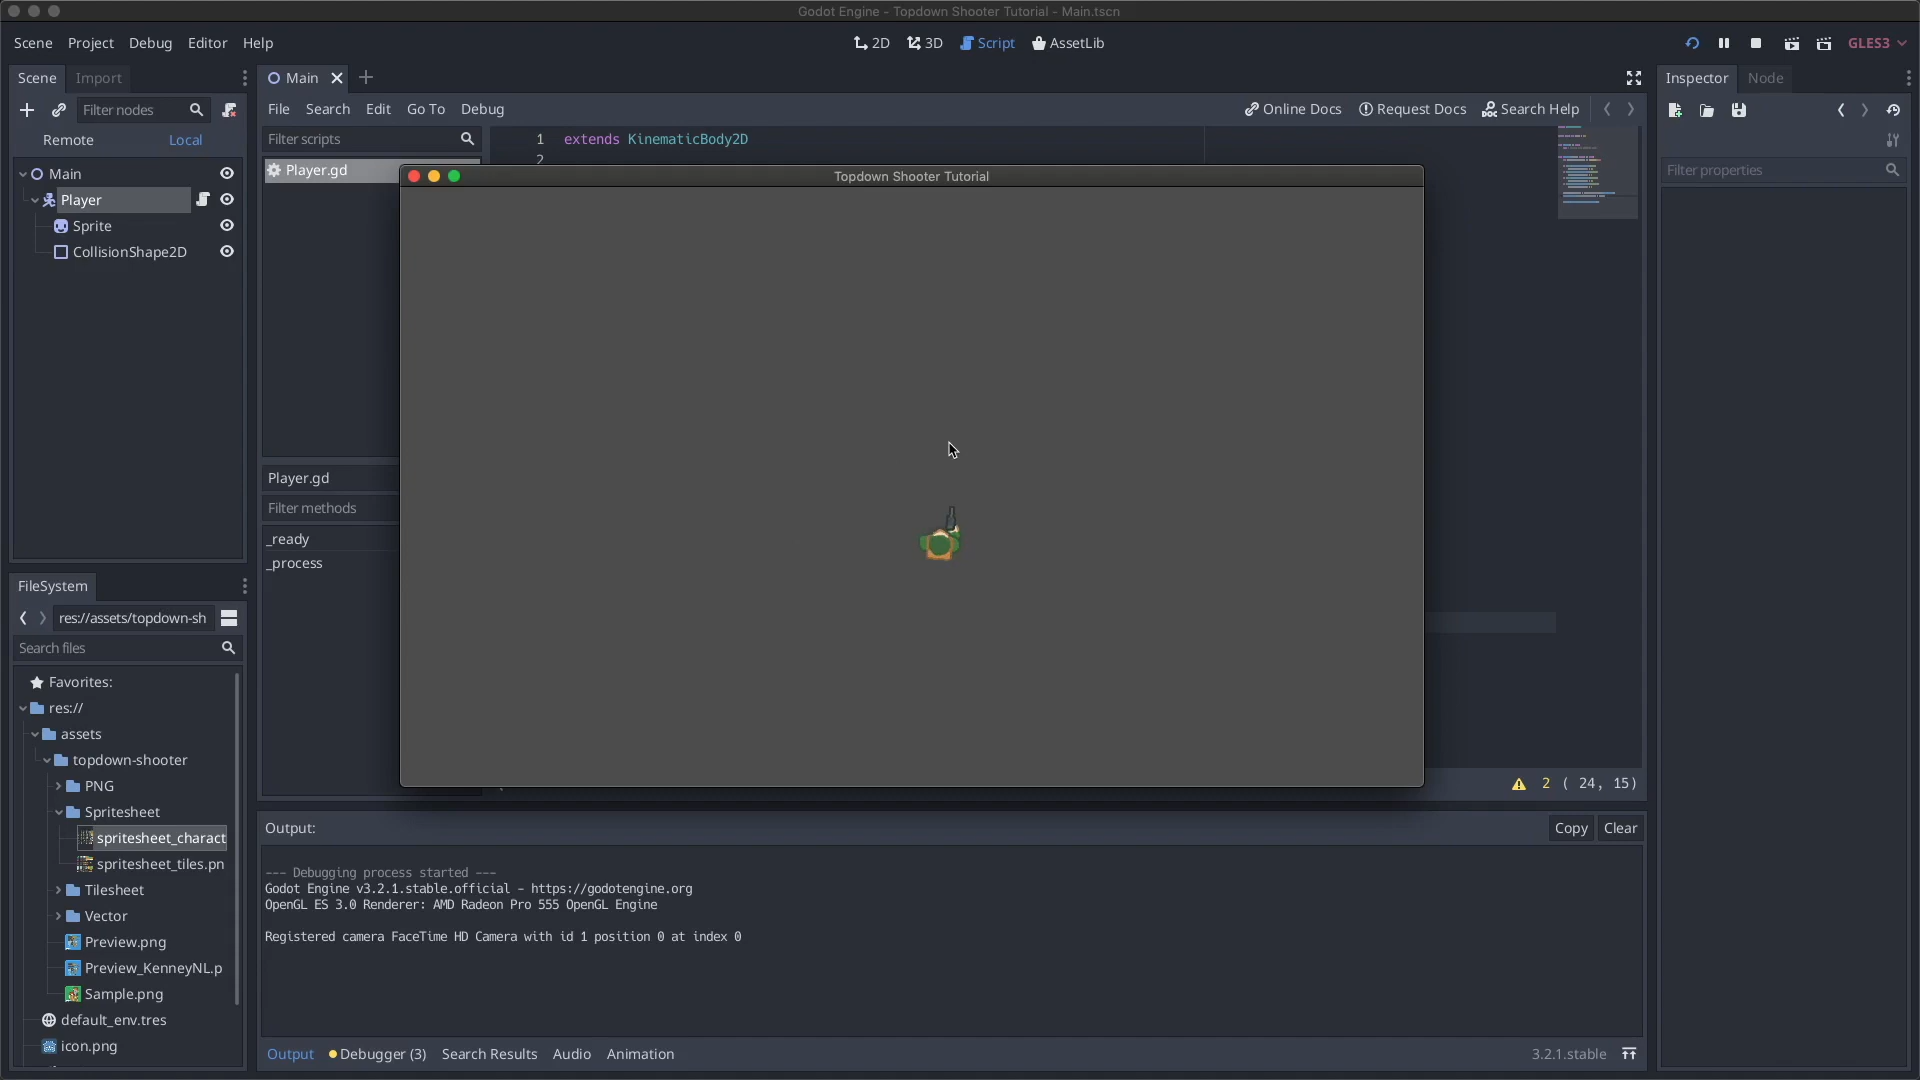 Godot Engine - Topdown Shooter Tutorial - Main.tscn
Scene Project Debug Editor Help
2D 3D Script AssetLib
GLES3
Scene Import
Main
Inspector Node
Filter nodes
File Search Edit Go To Debug
Online Docs Request Docs Search Help
Remote Local
Filter scripts
1 extends KinematicBody2D
2
Main
Player.gd
Topdown Shooter Tutorial
Filter properties
Player
Sprite
CollisionShape2D
Player.gd
Filter methods
_ready
_process
FileSystem
res://assets/topdown-sh
Search files
Favorites:
res://
assets
topdown-shooter
PNG
Spritesheet
spritesheet_charact
spritesheet_tiles.pn
Tilesheet
Vector
Preview.png
Preview_KenneyNL.p
Sample.png
default_env.tres
icon.png
2 ( 24, 15)
Output:
Copy Clear
--- Debugging process started ---
Godot Engine v3.2.1.stable.official - https://godotengine.org
OpenGL ES 3.0 Renderer: AMD Radeon Pro 555 OpenGL Engine
Registered camera FaceTime HD Camera with id 1 position 0 at index 0
Output Debugger (3) Search Results Audio Animation
3.2.1.stable